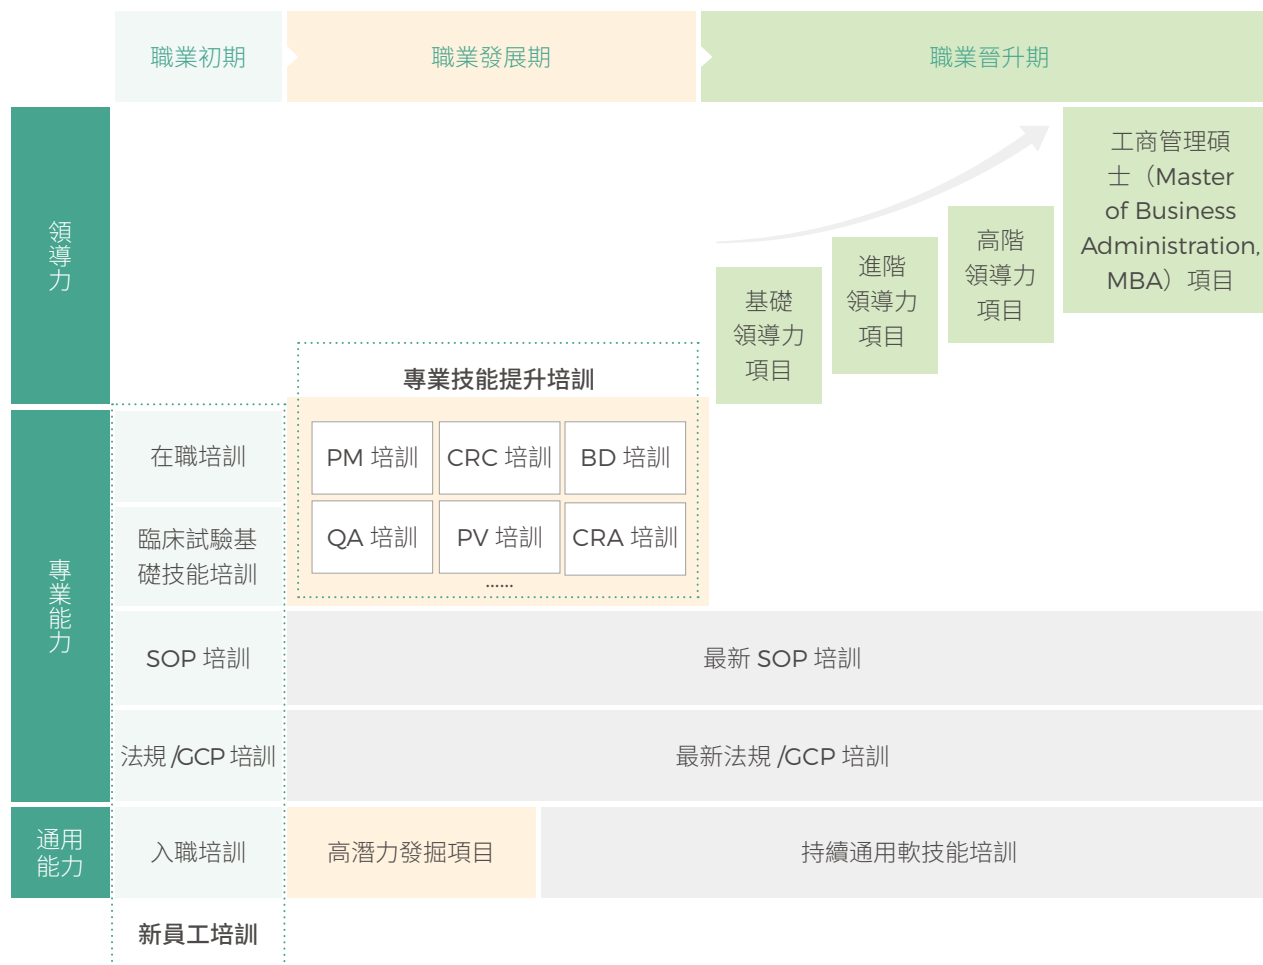 職業初期
職業發展期
職業晉升期
領導力
工商管理碩
士（Master
of Business
Administration,
MBA）項目
高階
領導力
項目
進階
領導力
項目
基礎
領導力
項目
專業技能提升培訓
專業能力
在職培訓
PM 培訓
CRC 培訓
BD 培訓
臨床試驗基
礎技能培訓
QA 培訓
PV 培訓
CRA 培訓
......
SOP 培訓
最新 SOP 培訓
法規 /GCP 培訓
最新法規 /GCP 培訓
通用
能力
入職培訓
高潛力發掘項目
持續通用軟技能培訓
新員工培訓